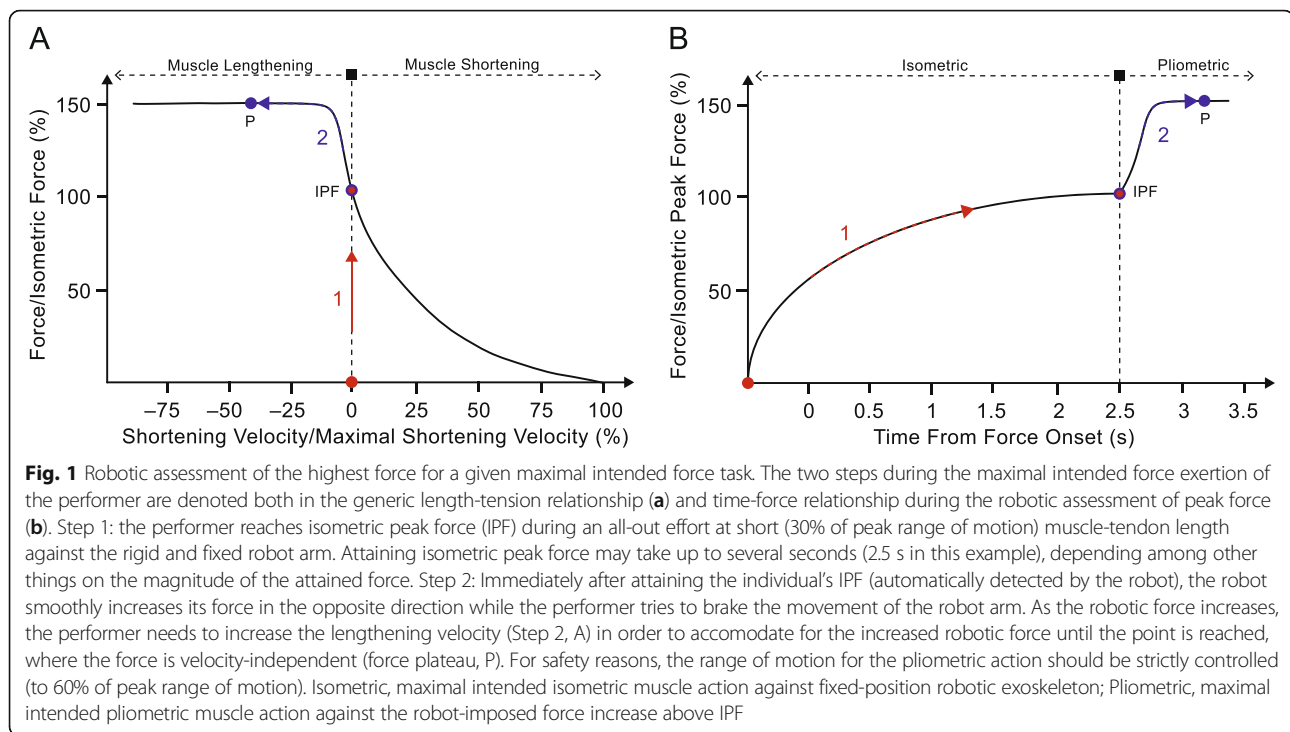 A
Muscle Lengthening
Muscle Shortening
Force/Isometric Force (%)
150
100
50
P
2
IPF
1
–75
–50
–25
0
25
50
75
100
Shortening Velocity/Maximal Shortening Velocity (%)
B
Isometric
Pliometric
Force/Isometric Peak Force (%)
150
100
50
P
2
IPF
1
0
0.5
1
1.5
2
2.5
3
3.5
Time From Force Onset (s)
Fig. 1 Robotic assessment of the highest force for a given maximal intended force task. The two steps during the maximal intended force exertion of
the performer are denoted both in the generic length-tension relationship (a) and time-force relationship during the robotic assessment of peak force
(b). Step 1: the performer reaches isometric peak force (IPF) during an all-out effort at short (30% of peak range of motion) muscle-tendon length
against the rigid and fixed robot arm. Attaining isometric peak force may take up to several seconds (2.5 s in this example), depending among other
things on the magnitude of the attained force. Step 2: Immediately after attaining the individual's IPF (automatically detected by the robot), the robot
smoothly increases its force in the opposite direction while the performer tries to brake the movement of the robot arm. As the robotic force increases,
the performer needs to increase the lengthening velocity (Step 2, A) in order to accomodate for the increased robotic force until the point is reached,
where the force is velocity-independent (force plateau, P). For safety reasons, the range of motion for the pliometric action should be strictly controlled
(to 60% of peak range of motion). Isometric, maximal intended isometric muscle action against fixed-position robotic exoskeleton; Pliometric, maximal
intended pliometric muscle action against the robot-imposed force increase above IPF